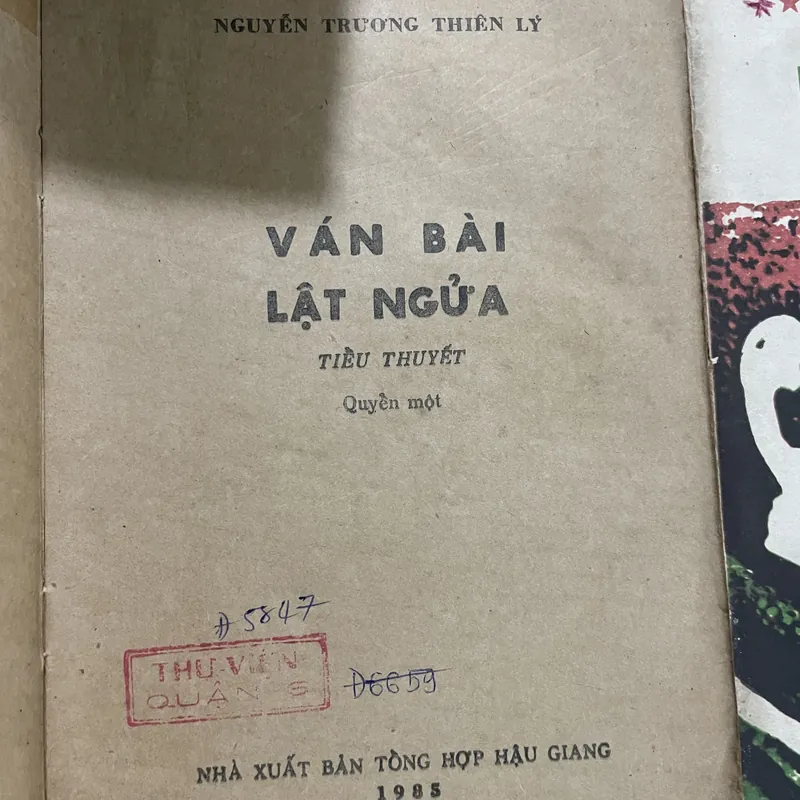 NGUYỄN TRƯƠNG THIÊN LÝ
VÁN BÀI
LẬT NGỬA
TIỂU THUYẾT
Quyển một
Đ 5847
THƯ-VIỆN
QUẬN 6
Đ6659
NHÀ XUẤT BẢN TỔNG HỢP HẬU GIANG
1985